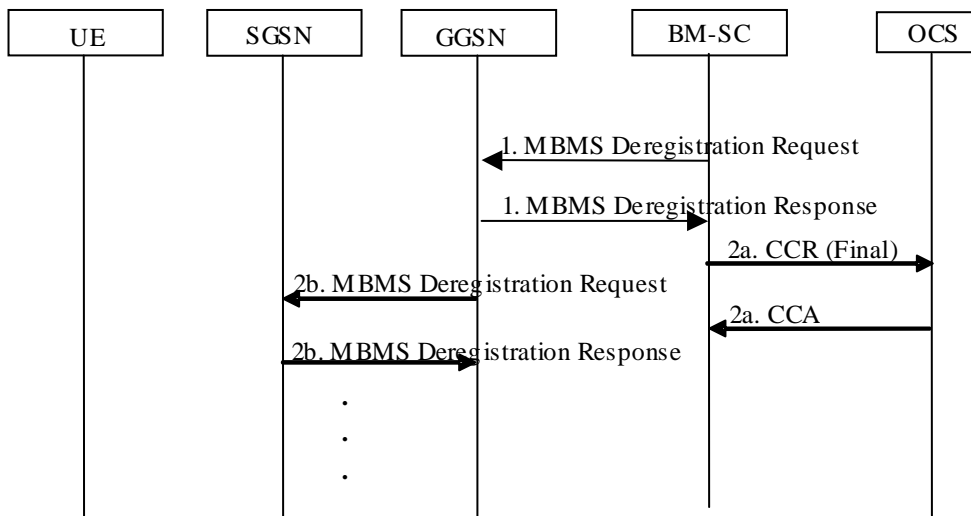 UE
SGSN
GGSN
BM-SC
OCS
1. MBMS Deregistration Request
1. MBMS Deregistration Response
2a. CCR (Final)
2b. MBMS Deregistration Request
2a. CCA
2b. MBMS Deregistration Response